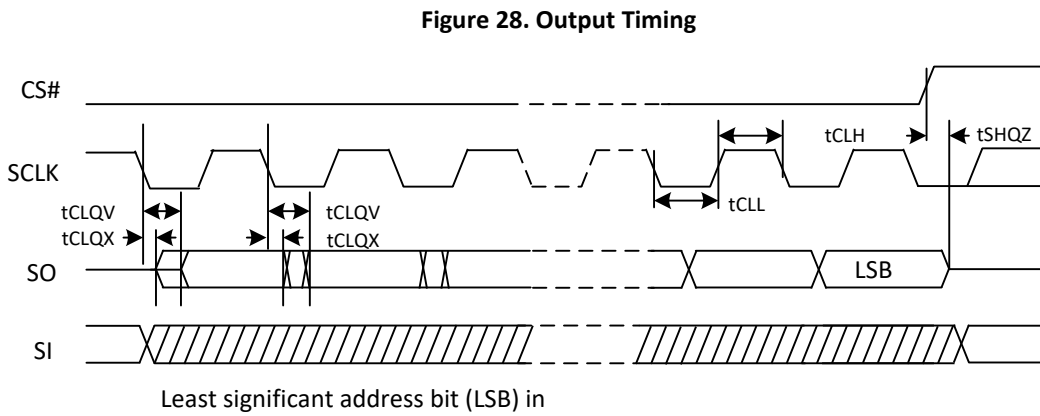 Figure 28. Output Timing
CS#
tCLH
tSHQZ
SCLK
tCLL
tCLQV
tCLQV
tCLQX
tCLQX
SO
LSB
SI
Least significant address bit (LSB) in